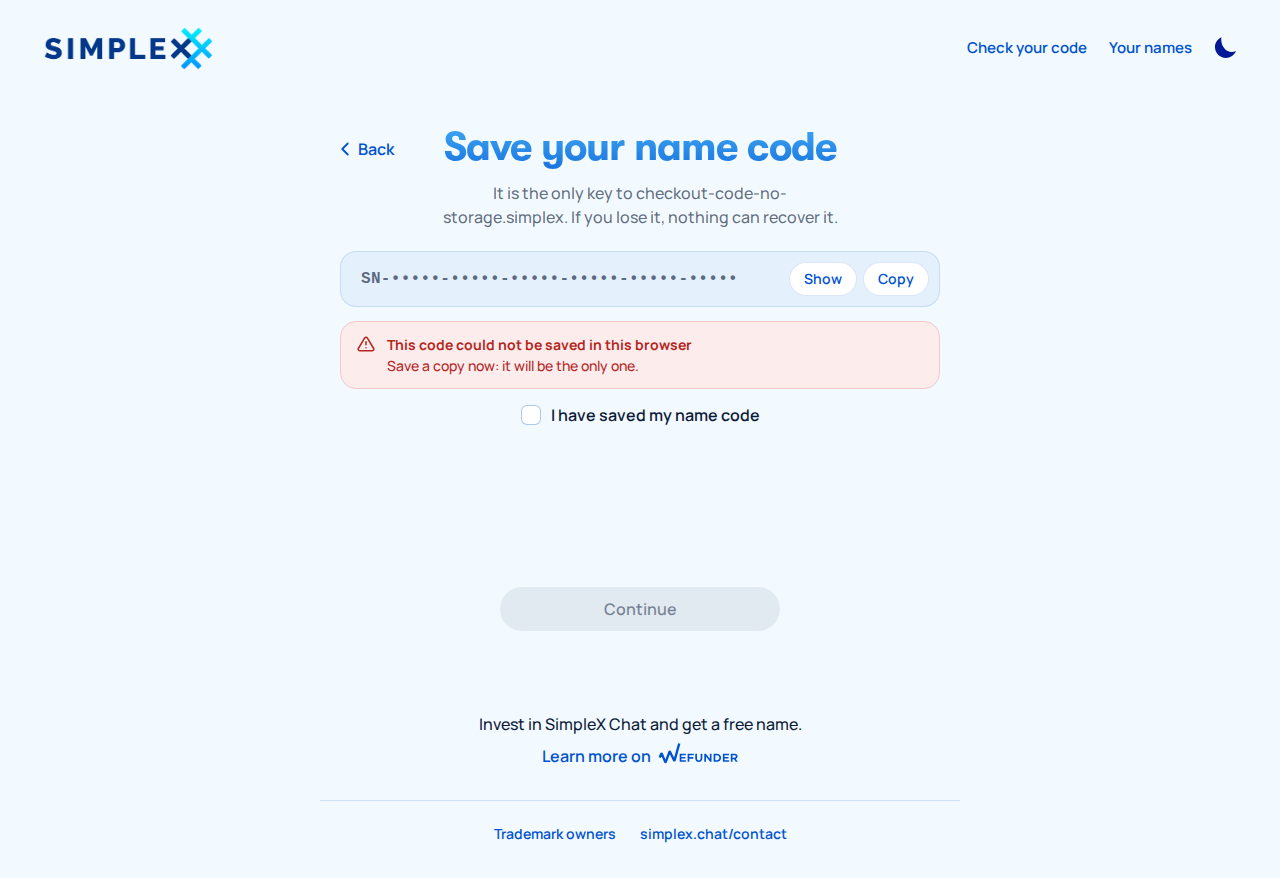 SIMPLEX
Check your code
Your names
Back
Save your name code
It is the only key to checkout-code-no-
storage.simplex. If you lose it, nothing can recover it.
SN-•••••-•••••-•••••-•••••-•••••-•••••
Show
Copy
This code could not be saved in this browser
Save a copy now: it will be the only one.
I have saved my name code
Continue
Invest in SimpleX Chat and get a free name.
Learn more on WEFUNDER
Trademark owners
simplex.chat/contact